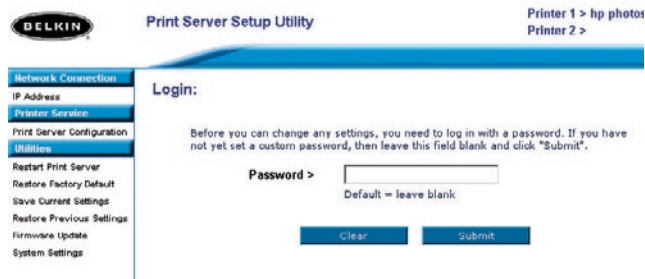 BELKIN
Print Server Setup Utility
Printer 1 > hp photos
Printer 2 >
Network Connection
IP Address
Printer Service
Print Server Configuration
Utilities
Restart Print Server
Restore Factory Default
Save Current Settings
Restore Previous Settings
Firmware Update
System Settings
Login:
Before you can change any settings, you need to log in with a password. If you have
not yet set a custom password, then leave this field blank and click "Submit".
Password >
Default = leave blank
Clear
Submit